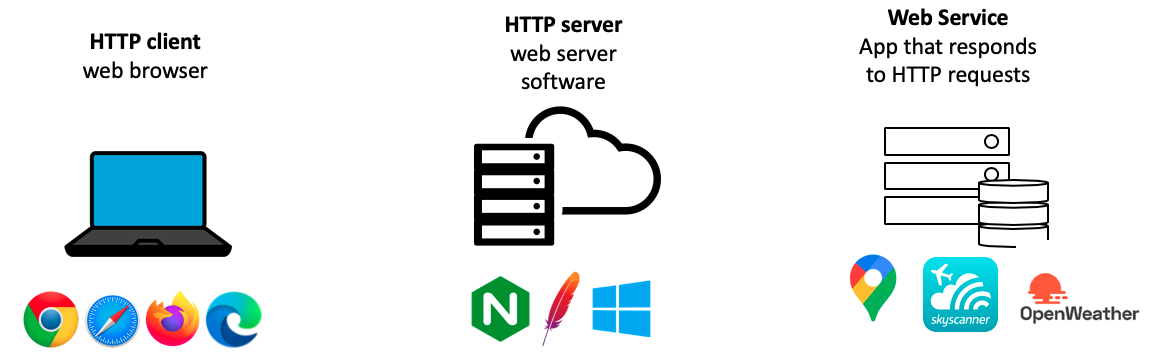 HTTP client
web browser
HTTP server
web server
software
Web Service
App that responds
to HTTP requests
N
skyscanner
OpenWeather